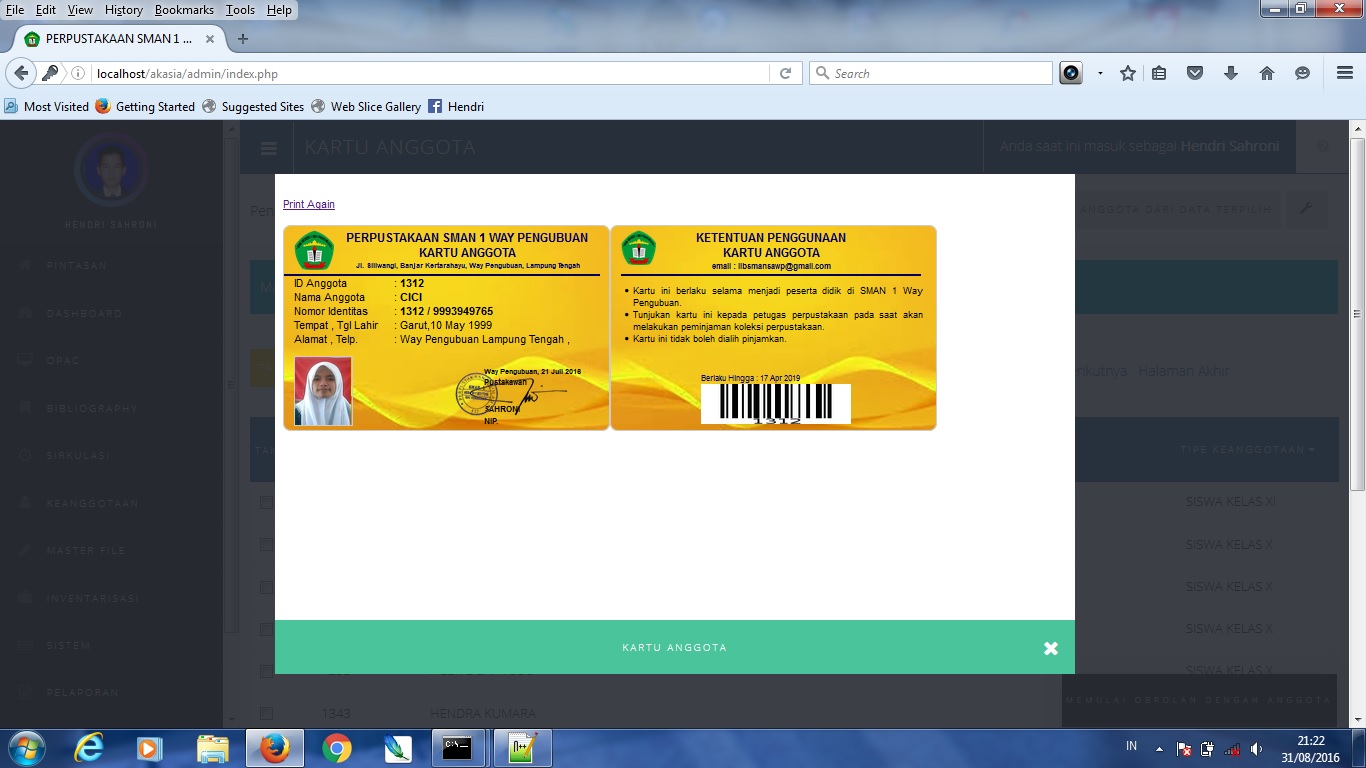 File Edit View History Bookmarks Tools Help
PERPUSTAKAAN SMAN 1 ...
localhost/akasia/admin/index.php
Search
Most Visited Getting Started Suggested Sites Web Slice Gallery Hendri
KARTU ANGGOTA
Anda saat ini masuk sebagai Hendri Sahroni
HENDRI SAHRONI
PINTASAN
DASHBOARD
OPAC
BIBLIOGRAPHY
SIRKULASI
KEANGGOTAAN
MASTER FILE
INVENTARISASI
SISTEM
PELAPORAN
ANGGOTA DARI DATA TERPILIH
Print Again
PERPUSTAKAAN SMAN 1 WAY PENGUBUAN
KARTU ANGGOTA
Jl. Siliwangi, Banjar Kertarahayu, Way Pengubuan, Lampung Tengah
ID Anggota : 1312
Nama Anggota : CICI
Nomor Identitas : 1312 / 9993949765
Tempat , Tgl Lahir : Garut,10 May 1999
Alamat , Telp. : Way Pengubuan Lampung Tengah ,
Way Pengubuan, 21 Juli 2016
Pustakawan
SAHRONI
NIP.
KETENTUAN PENGGUNAAN
KARTU ANGGOTA
email : libsmansawp@gmail.com
• Kartu ini berlaku selama menjadi peserta didik di SMAN 1 Way
Pengubuan.
• Tunjukan kartu ini kepada petugas perpustakaan pada saat akan
melakukan peminjaman koleksi perpustakaan.
• Kartu ini tidak boleh dialih pinjamkan.
Berlaku Hingga : 17 Apr 2019
1312
Halaman Akhir
TIPE KEANGGOTAAN
SISWA KELAS XI
SISWA KELAS X
SISWA KELAS X
SISWA KELAS X
SISWA KELAS X
KARTU ANGGOTA
1343 HENDRA KUMARA
MEMULAI OBROLAN DENGAN ANGGOTA
IN
21:22
31/08/2016